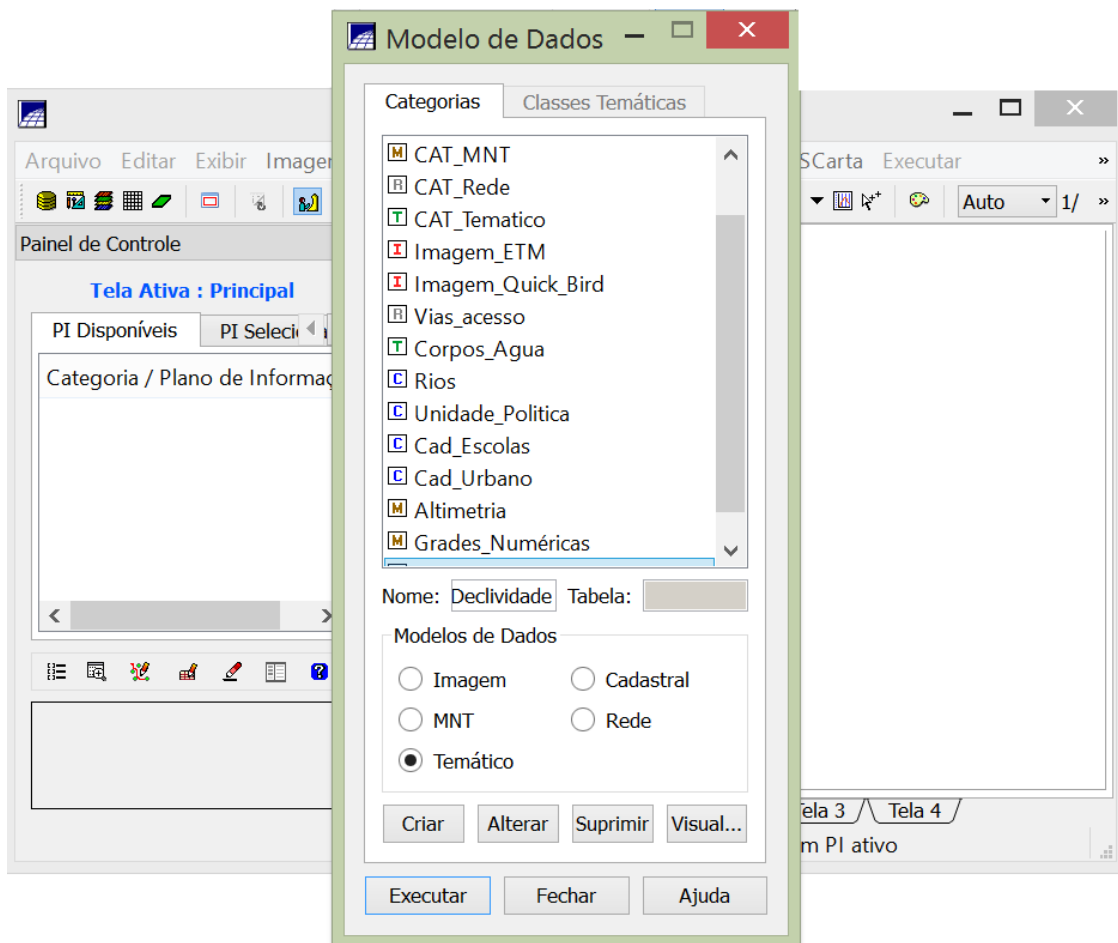 Modelo de Dados
Categorias Classes Temáticas
M CAT_MNT
R CAT_Rede
T CAT_Tematico
I Imagem_ETM
I Imagem_Quick_Bird
R Vias_acesso
T Corpos_Agua
C Rios
C Unidade_Politica
C Cad_Escolas
C Cad_Urbano
M Altimetria
M Grades_Numéricas
Nome: Declividade Tabela:
Modelos de Dados
Imagem Cadastral
MNT Rede
Temático
Criar Alterar Suprimir Visual...
Executar Fechar Ajuda
Arquivo Editar Exibir Imager
SCarta Executar »
Auto 1/ »
Painel de Controle
Tela Ativa : Principal
PI Disponíveis PI Seleci
Categoria / Plano de Informaç
Tela 3 Tela 4
m PI ativo